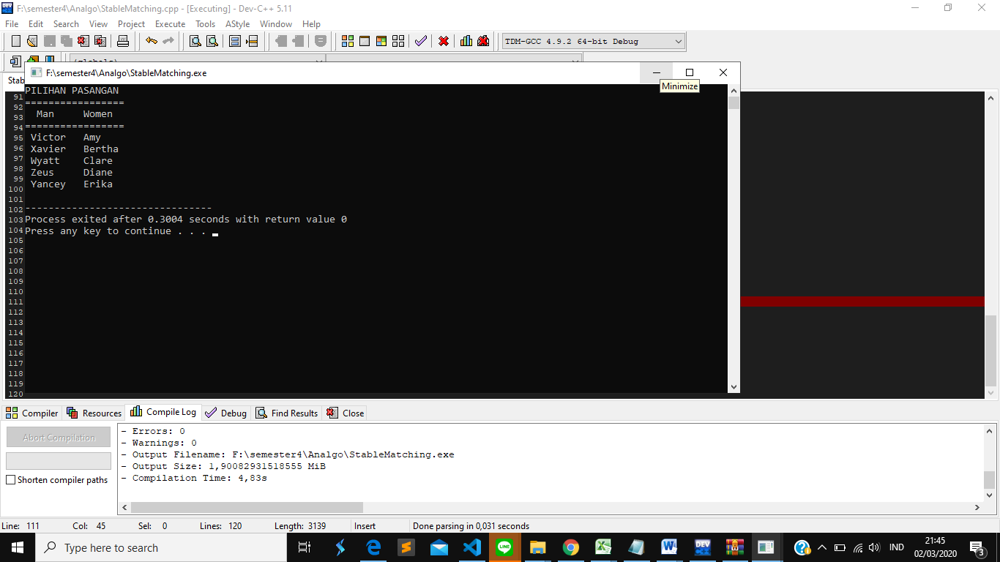 F:\semester4\Analgo\StableMatching.cpp - [Executing] - Dev-C++ 5.11
File Edit Search View Project Execute Tools AStyle Window Help
TDM-GCC 4.9.2 64-bit Debug
(globals)
F:\semester4\Analgo\StableMatching.exe
Minimize
Stab
PILIHAN PASANGAN
=================
Man Women
=================
Victor Amy
Xavier Bertha
Wyatt Clare
Zeus Diane
Yancey Erika
--------------------------------
Process exited after 0.3004 seconds with return value 0
Press any key to continue . . .
91
92
93
94
95
96
97
98
99
100
101
102
103
104
105
106
107
108
109
110
111
112
113
114
115
116
117
118
119
120
Compiler Resources Compile Log Debug Find Results Close
Abort Compilation
Shorten compiler paths
- Errors: 0
- Warnings: 0
- Output Filename: F:\semester4\Analgo\StableMatching.exe
- Output Size: 1,90082931518555 MiB
- Compilation Time: 4,83s
Line: 111 Col: 45 Sel: 0 Lines: 120 Length: 3139 Insert Done parsing in 0,031 seconds
Type here to search
IND
21:45
02/03/2020
3